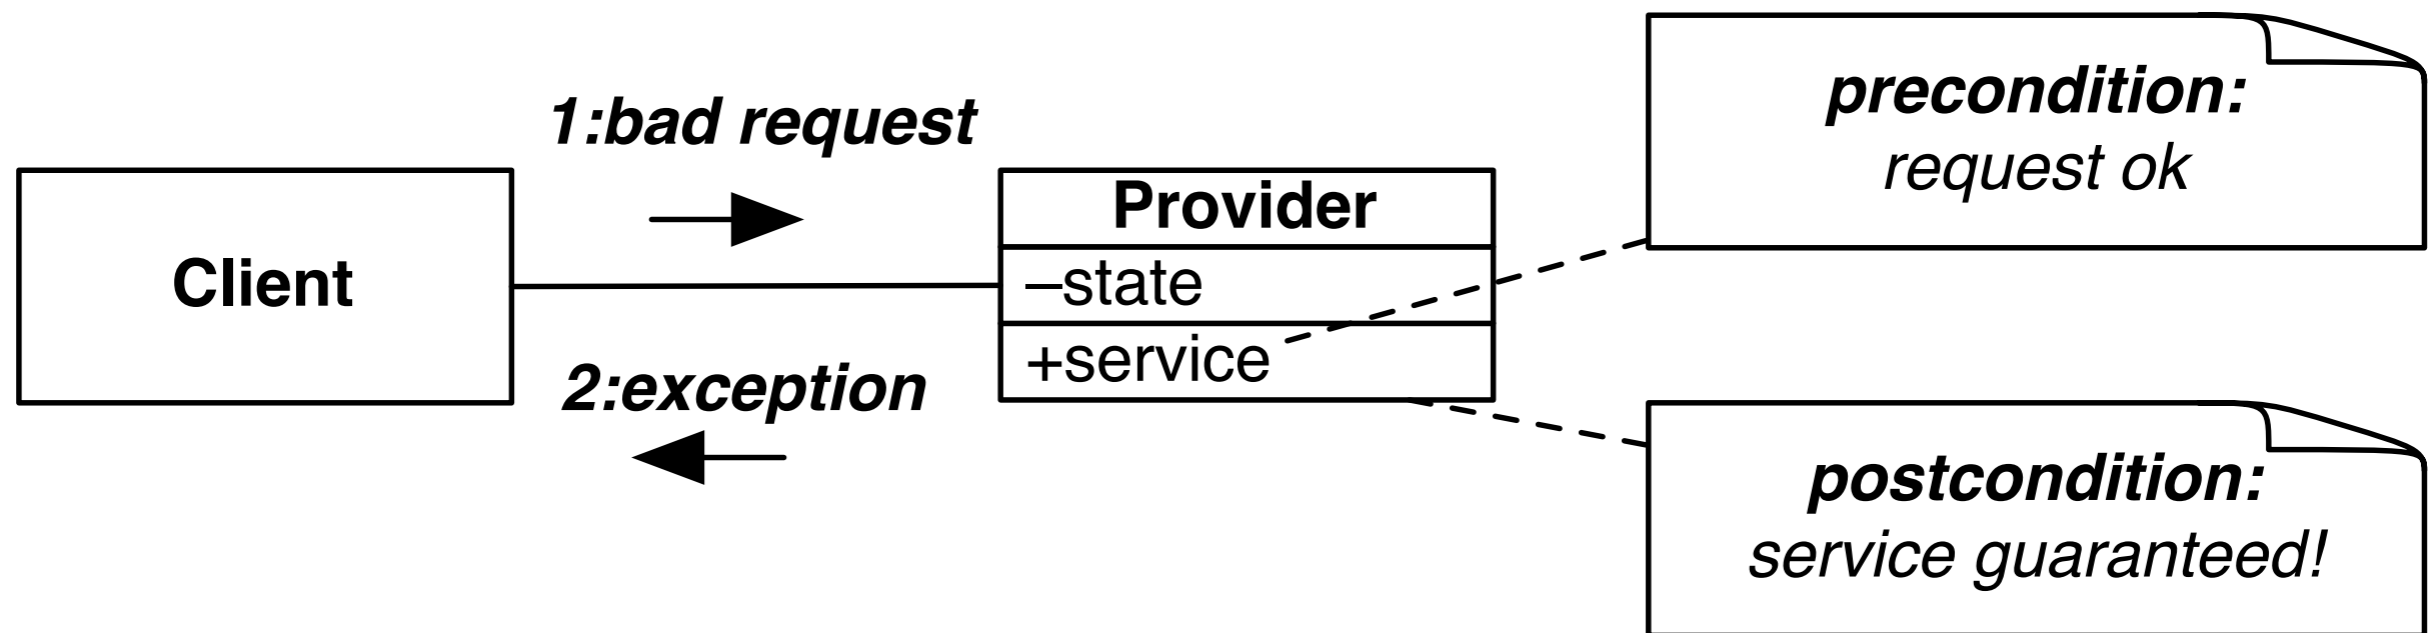 1:bad request
Client
2:exception
Provider
–state
+service
precondition:
request ok
postcondition:
service guaranteed!